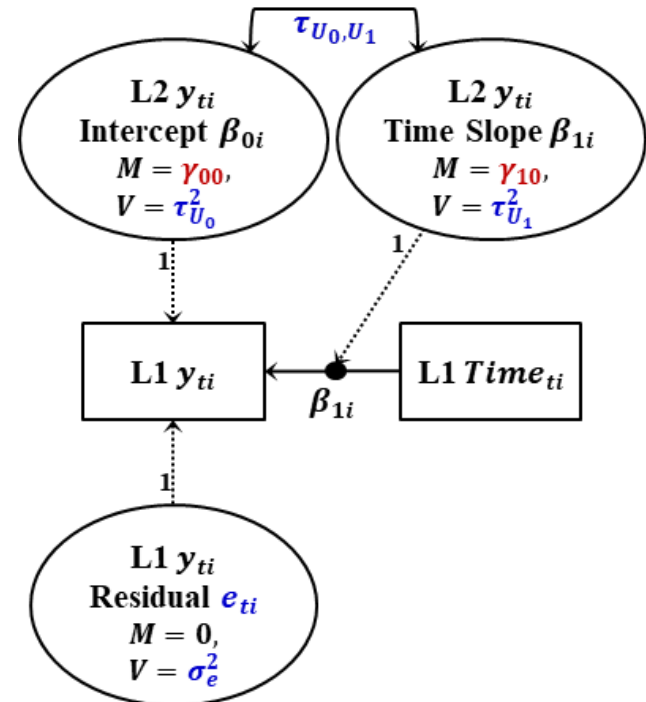 τ_{U₀,U₁}
L2 y_{ti}
Intercept β_{0i}
M = γ_{00},
V = τ²_{U₀}
L2 y_{ti}
Time Slope β_{1i}
M = γ_{10},
V = τ²_{U₁}
1
1
L1 y_{ti}
β_{1i}
L1 Time_{ti}
1
L1 y_{ti}
Residual e_{ti}
M = 0,
V = σ²_e